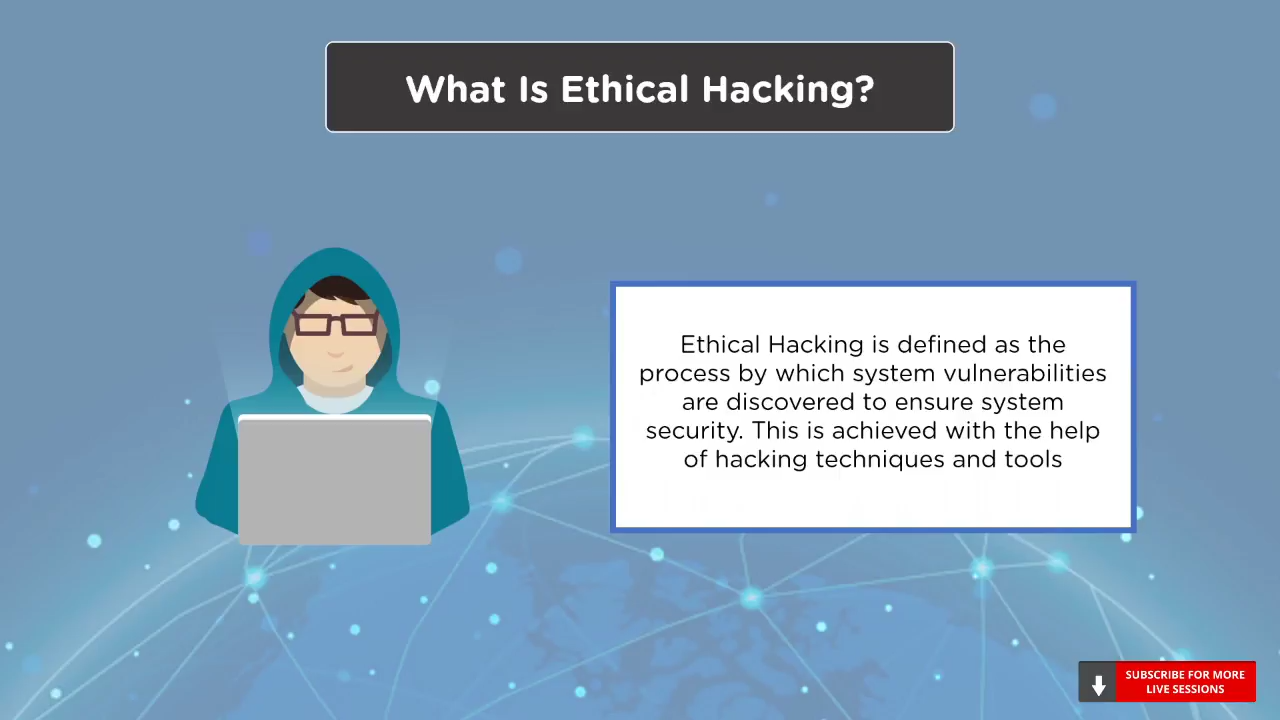 What Is Ethical Hacking?
Ethical Hacking is defined as the
process by which system vulnerabilities
are discovered to ensure system
security. This is achieved with the help
of hacking techniques and tools
SUBSCRIBE FOR MORE
LIVE SESSIONS